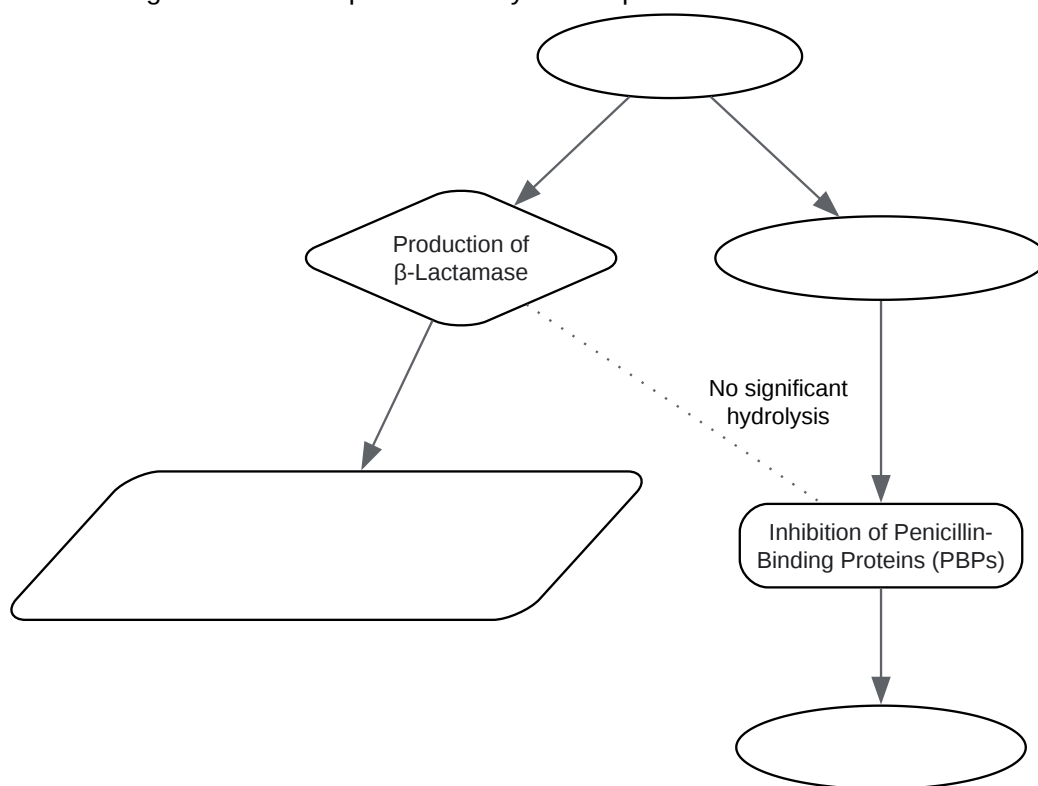 Production of
β-Lactamase
No significant
hydrolysis
Inhibition of Penicillin-
Binding Proteins (PBPs)